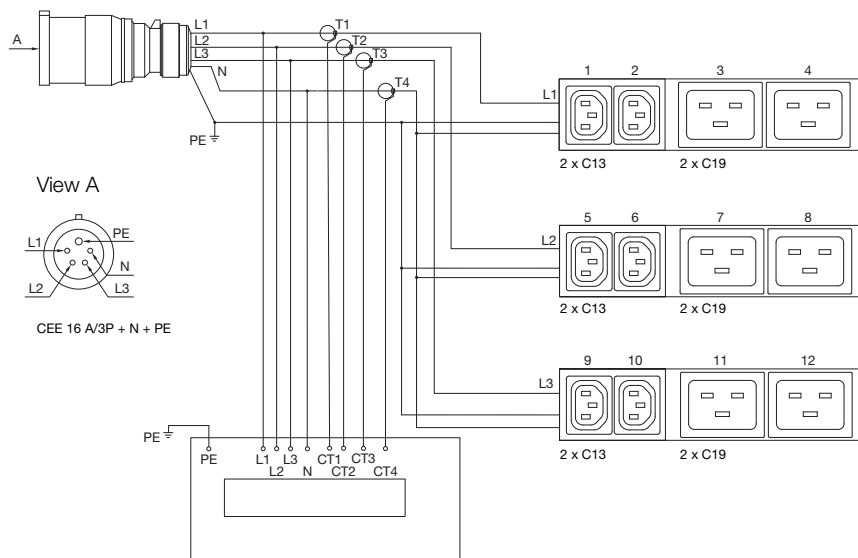 A
L1
L2
L3
N
PE
T1
T2
T3
T4
1 2 3 4
L1
2 x C13 2 x C19
View A
L1 PE
N
L2 L3
CEE 16 A/3P + N + PE
5 6 7 8
L2
2 x C13 2 x C19
9 10 11 12
L3
2 x C13 2 x C19
PE
PE L1 L2 L3 N CT1 CT2 CT3 CT4